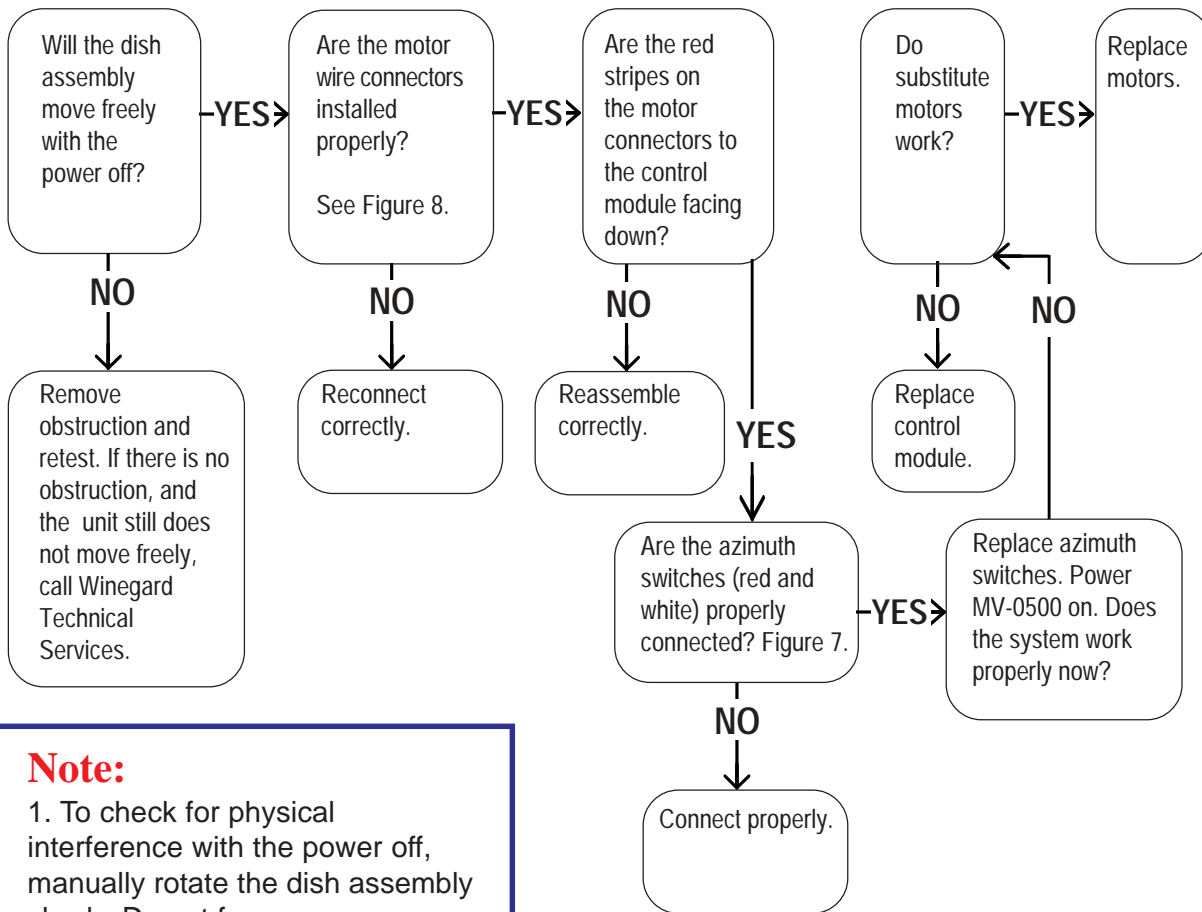 Will the dish
assembly
move freely
with the
power off?
YES
Are the motor
wire connectors
installed
properly?
See Figure 8.
YES
Are the red
stripes on
the motor
connectors to
the control
module facing
down?
Do
substitute
motors
work?
YES
Replace
motors.
NO
NO
NO
NO
NO
Remove
obstruction and
retest. If there is no
obstruction, and
the unit still does
not move freely,
call Winegard
Technical
Services.
Reconnect
correctly.
Reassemble
correctly.
YES
Replace
control
module.
Are the azimuth
switches (red and
white) properly
connected? Figure 7.
YES
Replace azimuth
switches. Power
MV-0500 on. Does
the system work
properly now?
NO
Connect properly.
Note:
1. To check for physical
interference with the power off,
manually rotate the dish assembly